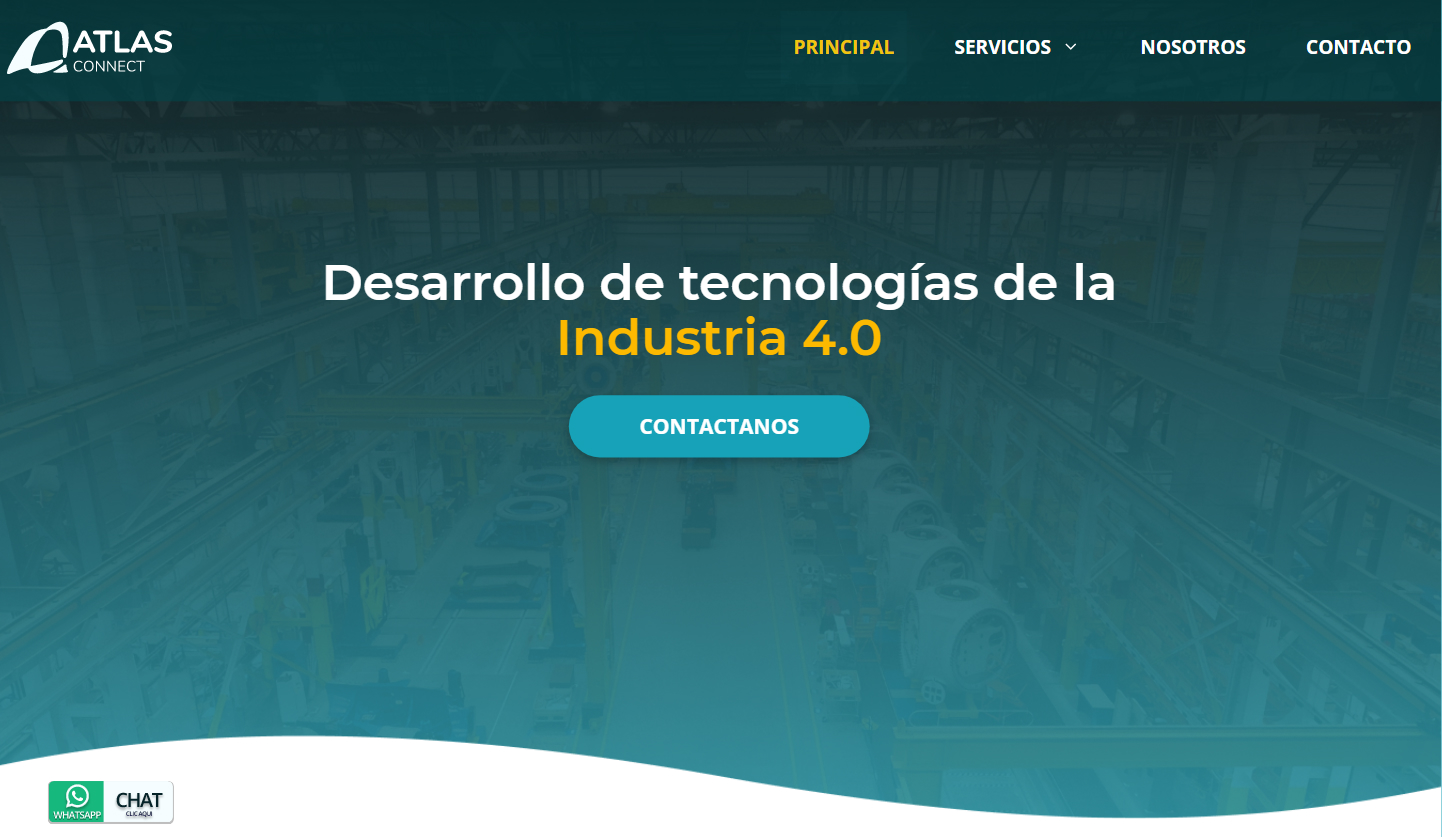 ATLAS
CONNECT
PRINCIPAL
SERVICIOS
NOSOTROS
CONTACTO
Desarrollo de tecnologías de la
Industria 4.0
CONTACTANOS
WHATSAPP
CHAT
CLIC AQUI